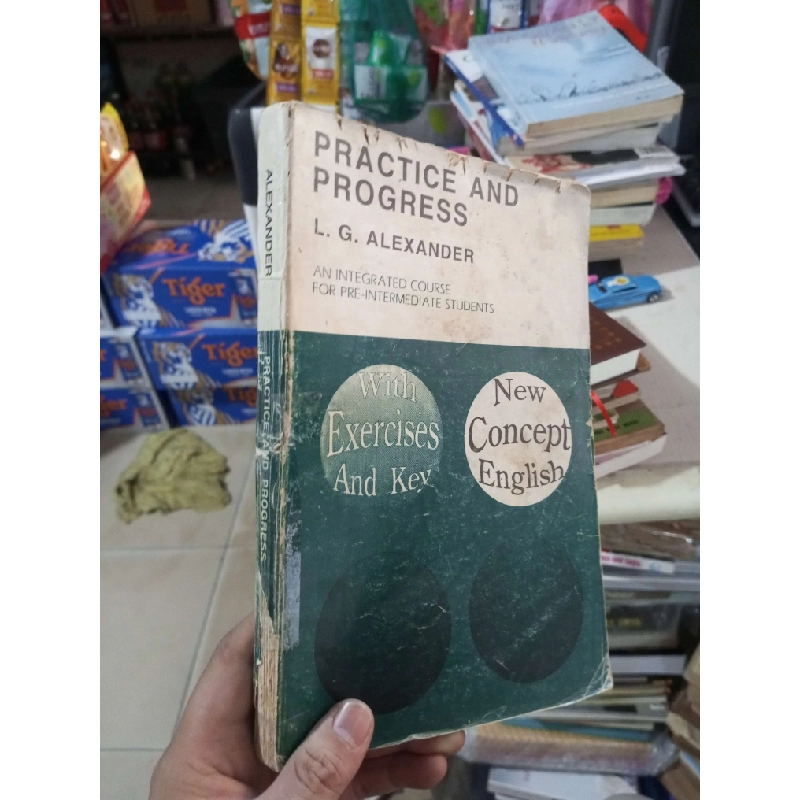 PRACTICE AND
PROGRESS
L. G. ALEXANDER
AN INTEGRATED COURSE
FOR PRE-INTERMEDIATE STUDENTS
With
Exercises
And Key
New
Concept
English
ALEXANDER
PRACTICE AND PROGRESS
Tiger
Tiger